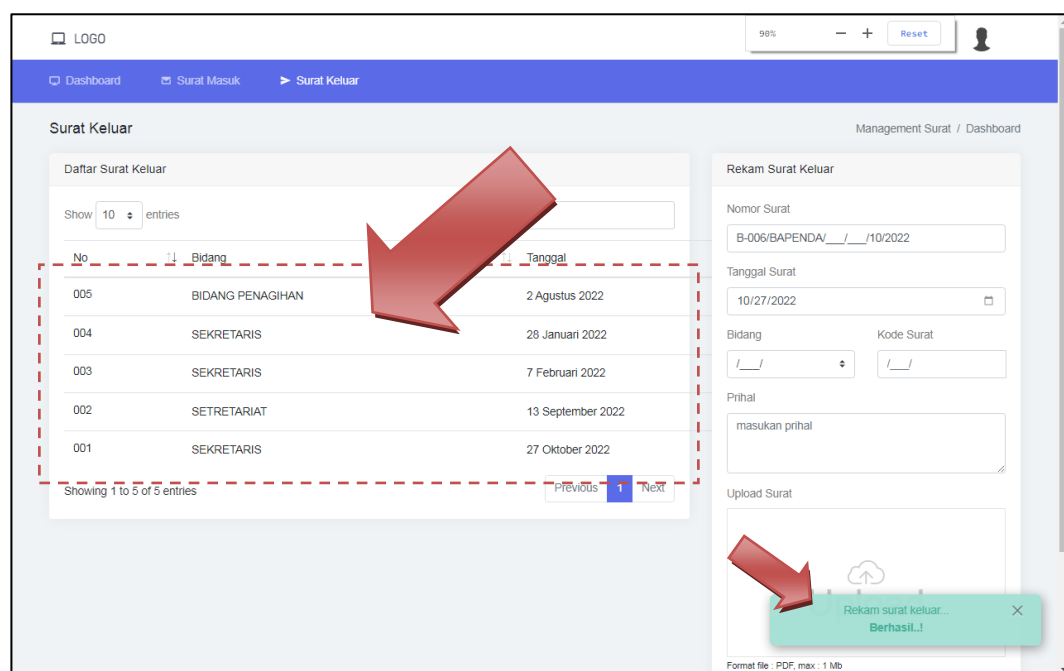 LOGO
90%
Reset
Dashboard
Surat Masuk
Surat Keluar
Surat Keluar
Management Surat / Dashboard
Daftar Surat Keluar
Show 10 entries
No Bidang Tanggal
005 BIDANG PENAGIHAN 2 Agustus 2022
004 SEKRETARIS 28 Januari 2022
003 SEKRETARIS 7 Februari 2022
002 SETRETARIAT 13 September 2022
001 SEKRETARIS 27 Oktober 2022
Showing 1 to 5 of 5 entries
Previous 1 Next
Rekam Surat Keluar
Nomor Surat
B-006/BAPENDA/___/___/10/2022
Tanggal Surat
10/27/2022
Bidang Kode Surat
/___/ /___/
Prihal
masukan prihal
Upload Surat
Rekam surat keluar...
Berhasil..!
Format file : PDF, max : 1 Mb